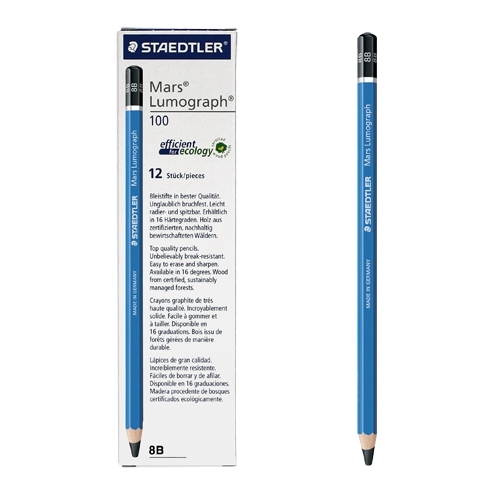 STAEDTLER
Mars®
Lumograph®
100
efficient
for ecology
12 Stück/pieces
Bleistifte in bester Qualität.
Unglaublich bruchfest. Leicht
radier- und spitzbar. Erhältlich
in 16 Härtegraden. Holz aus
zertifizierten, nachhaltig
bewirtschafteten Wäldern.
Top quality pencils.
Unbelievably break-resistant.
Easy to erase and sharpen.
Available in 16 degrees. Wood
from certified, sustainably
managed forests.
Crayons graphite de très
haute qualité. Incroyablement
solide. Facile à gommer et
à tailler. Disponible en
16 graduations. Bois issu de
forêts gérées de manière
durable.
Lápices de gran calidad.
Increíblemente resistente.
Fáciles de borrar y de afilar.
Disponible en 16 graduaciones.
Madera procedente de bosques
certificados ecológicamente.
8B
8B
STAEDTLER
Mars Lumograph
MADE IN GERMANY
8B
Mars Lumograph
STAEDTLER
MADE IN GERMANY